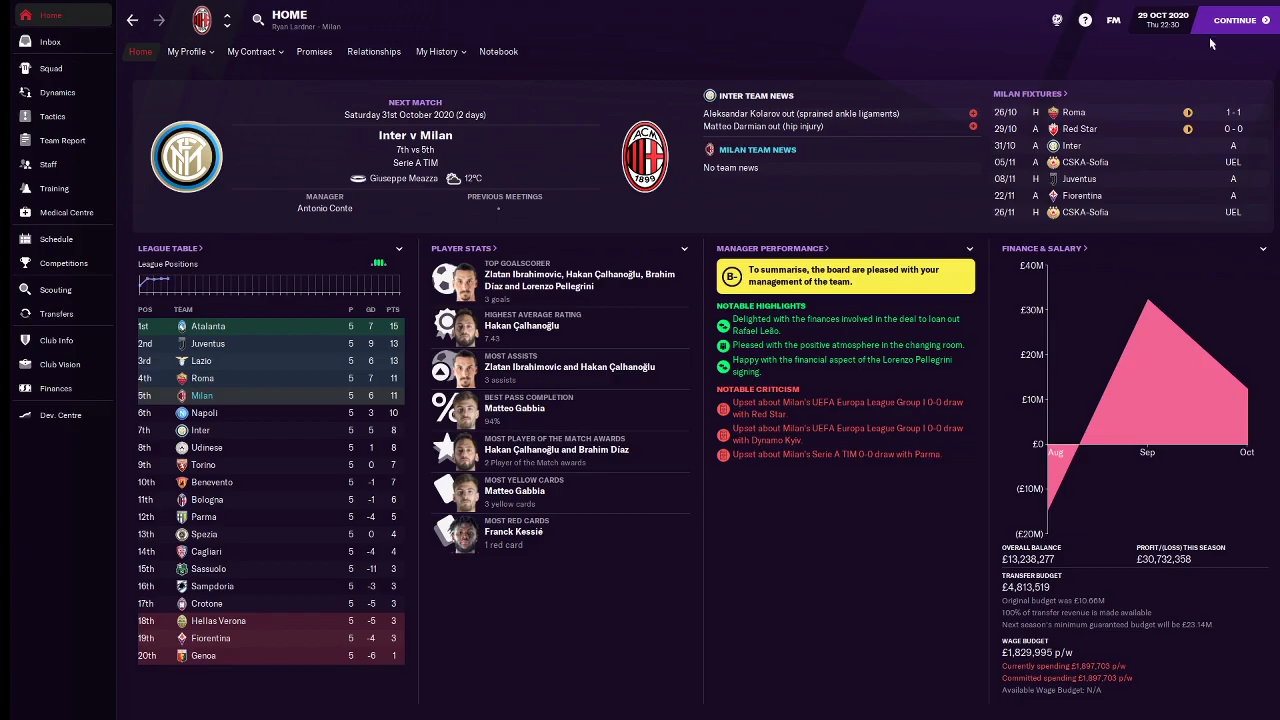 Home
Inbox
Squad
Dynamics
Tactics
Team Report
Staff
Training
Medical Centre
Schedule
Competitions
Scouting
Transfers
Club Info
Club Vision
Finances
Dev. Centre
HOME
Ryan Lardner - Milan
FM
29 OCT 2020
Thu 22:30
CONTINUE
Home My Profile My Contract Promises Relationships My History Notebook
NEXT MATCH
Saturday 31st October 2020 (2 days)
Inter v Milan
7th vs 5th
Serie A TIM
Giuseppe Meazza 12°C
MANAGER
Antonio Conte
PREVIOUS MEETINGS
-
ACM
1899
INTER TEAM NEWS
Aleksandar Kolarov out (sprained ankle ligaments)
Matteo Darmian out (hip injury)
MILAN TEAM NEWS
No team news
MILAN FIXTURES
26/10 H Roma 1 - 1
29/10 A Red Star 0 - 0
31/10 A Inter A
05/11 A CSKA-Sofia UEL
08/11 H Juventus A
22/11 A Fiorentina A
26/11 H CSKA-Sofia UEL
LEAGUE TABLE
League Positions
POS TEAM P GD PTS
1st Atalanta 5 7 15
2nd Juventus 5 9 13
3rd Lazio 5 6 13
4th Roma 5 7 11
5th Milan 5 6 11
6th Napoli 5 3 10
7th Inter 5 5 8
8th Udinese 5 1 8
9th Torino 5 0 7
10th Benevento 5 -1 7
11th Bologna 5 -1 6
12th Parma 5 -4 5
13th Spezia 5 0 4
14th Cagliari 5 -4 4
15th Sassuolo 5 -11 3
16th Sampdoria 5 -3 3
17th Crotone 5 -5 3
18th Hellas Verona 5 -5 3
19th Fiorentina 5 -4 3
20th Genoa 5 -6 1
PLAYER STATS
TOP GOALSCORER
Zlatan Ibrahimovic, Hakan Çalhanoğlu, Brahim
Díaz and Lorenzo Pellegrini
3 goals
HIGHEST AVERAGE RATING
Hakan Çalhanoğlu
7.43
MOST ASSISTS
Zlatan Ibrahimovic and Hakan Çalhanoğlu
3 assists
BEST PASS COMPLETION
Matteo Gabbia
94%
MOST PLAYER OF THE MATCH AWARDS
Hakan Çalhanoğlu and Brahim Díaz
2 Player of the Match awards
MOST YELLOW CARDS
Matteo Gabbia
3 yellow cards
MOST RED CARDS
Franck Kessié
1 red card
MANAGER PERFORMANCE
B-
To summarise, the board are pleased with your
management of the team.
NOTABLE HIGHLIGHTS
Delighted with the finances involved in the deal to loan out
Rafael Leão.
Pleased with the positive atmosphere in the changing room.
Happy with the financial aspect of the Lorenzo Pellegrini
signing.
NOTABLE CRITICISM
Upset about Milan's UEFA Europa League Group I 0-0 draw
with Red Star.
Upset about Milan's UEFA Europa League Group I 0-0 draw
with Dynamo Kyiv.
Upset about Milan's Serie A TIM 0-0 draw with Parma.
FINANCE & SALARY
£40M
£30M
£20M
£10M
£0
(£10M)
(£20M)
Aug Sep Oct
OVERALL BALANCE
£13,238,277
PROFIT/(LOSS) THIS SEASON
£30,732,358
TRANSFER BUDGET
£4,813,519
Original budget was £10.66M
100% of transfer revenue is made available
Next season's minimum guaranteed budget will be £23.14M.
WAGE BUDGET
£1,829,995 p/w
Currently spending £1,897,703 p/w
Committed spending £1,897,703 p/w
Available Wage Budget: N/A